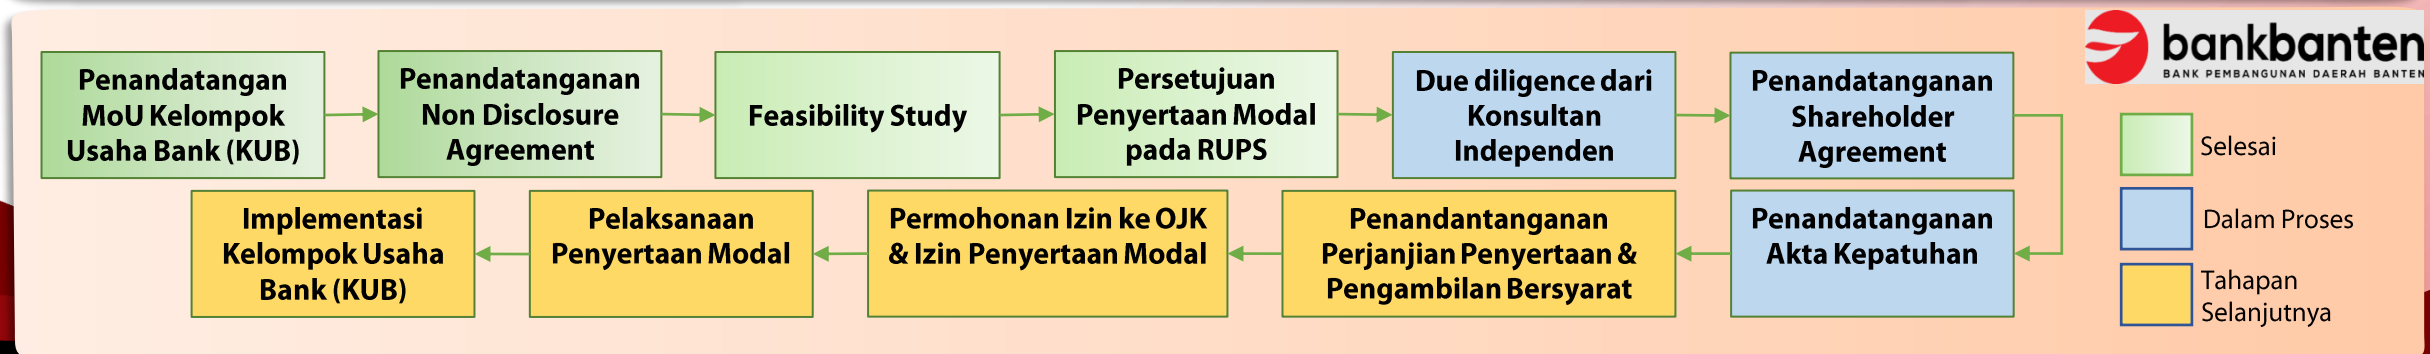 Penandatangan
MoU Kelompok
Usaha Bank (KUB)
Penandatanganan
Non Disclosure
Agreement
Feasibility Study
Persetujuan
Penyertaan Modal
pada RUPS
Due diligence dari
Konsultan
Independen
Penandatanganan
Shareholder
Agreement
Penandatanganan
Akta Kepatuhan
Penandantanganan
Perjanjian Penyertaan &
Pengambilan Bersyarat
Permohonan Izin ke OJK
& Izin Penyertaan Modal
Pelaksanaan
Penyertaan Modal
Implementasi
Kelompok Usaha
Bank (KUB)
bankbanten
BANK PEMBANGUNAN DAERAH BANTEN
Selesai
Dalam Proses
Tahapan
Selanjutnya